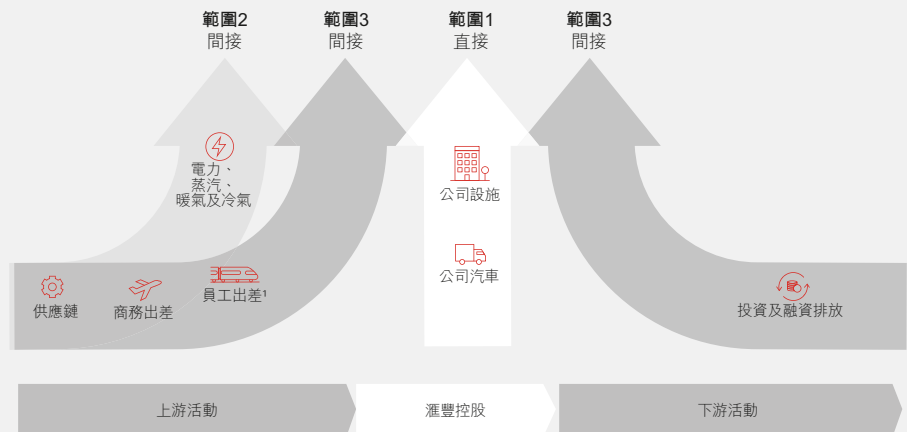 範圍2
間接
範圍3
間接
範圍1
直接
範圍3
間接
電力、
蒸汽、
暖氣及冷氣
公司設施
公司汽車
供應鏈
商務出差
員工出差¹
投資及融資排放
上游活動
滙豐控股
下游活動